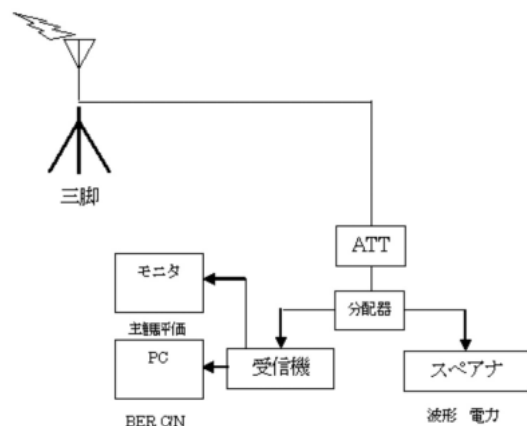 三脚
ATT
分配器
モニタ
主観評価
PC
BER C/N
受信機
スペアナ
波形 電力